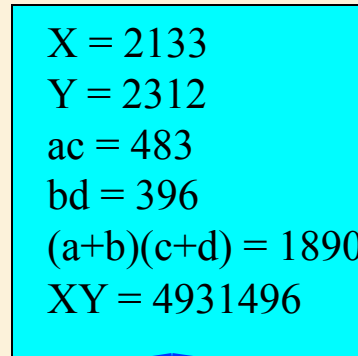 X = 2133
Y = 2312
ac = 483
bd = 396
(a+b)(c+d) = 1890
XY = 4931496